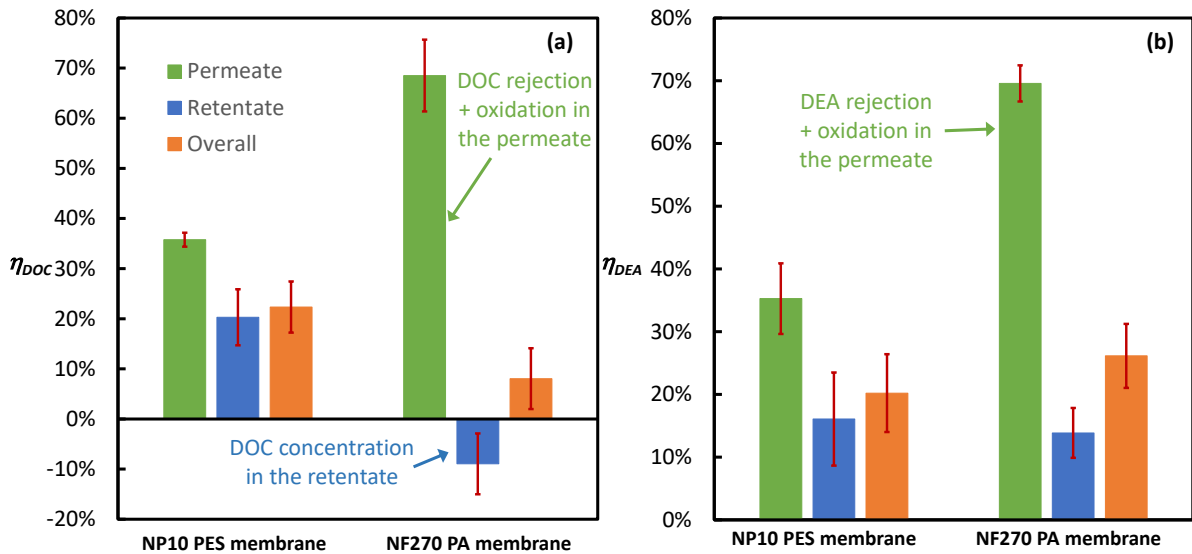 80%
70%
60%
50%
40%
30%
20%
10%
0%
-10%
-20%
ηDOC
(a)
Permeate
Retentate
Overall
DOC rejection
+ oxidation in
the permeate
DOC concentration
in the retentate
NP10 PES membrane
NF270 PA membrane
80%
70%
60%
50%
40%
30%
20%
10%
0%
ηDEA
(b)
DEA rejection
+ oxidation in
the permeate
NP10 PES membrane
NF270 PA membrane